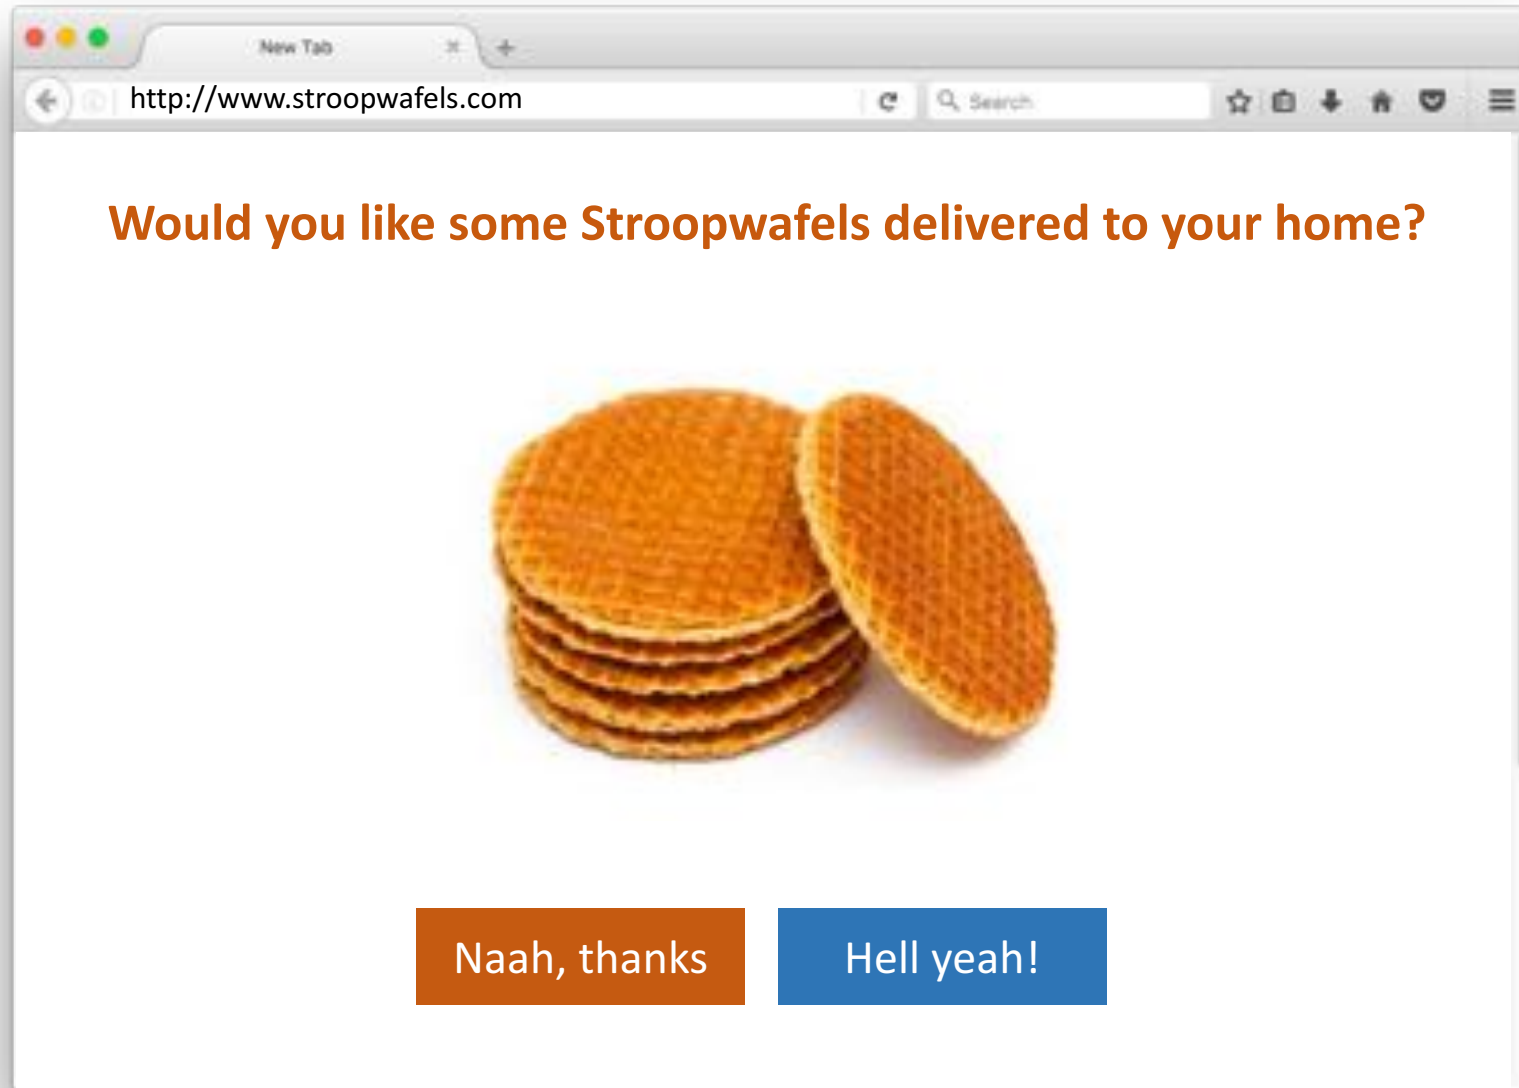 New Tab
http://www.stroopwafels.com
Search
Would you like some Stroopwafels delivered to your home?
Naah, thanks
Hell yeah!